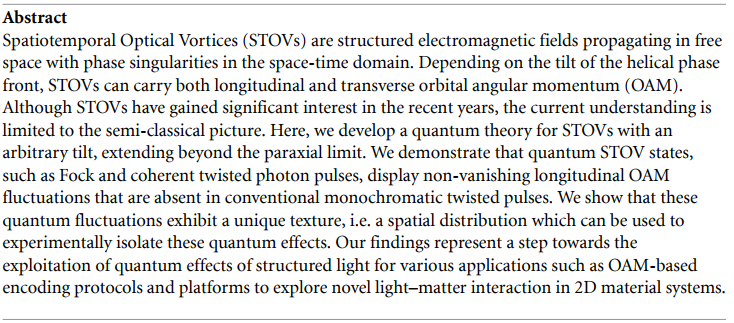 Abstract
Spatiotemporal Optical Vortices (STOVs) are structured electromagnetic fields propagating in free
space with phase singularities in the space-time domain. Depending on the tilt of the helical phase
front, STOVs can carry both longitudinal and transverse orbital angular momentum (OAM).
Although STOVs have gained significant interest in the recent years, the current understanding is
limited to the semi-classical picture. Here, we develop a quantum theory for STOVs with an
arbitrary tilt, extending beyond the paraxial limit. We demonstrate that quantum STOV states,
such as Fock and coherent twisted photon pulses, display non-vanishing longitudinal OAM
fluctuations that are absent in conventional monochromatic twisted pulses. We show that these
quantum fluctuations exhibit a unique texture, i.e. a spatial distribution which can be used to
experimentally isolate these quantum effects. Our findings represent a step towards the
exploitation of quantum effects of structured light for various applications such as OAM-based
encoding protocols and platforms to explore novel light–matter interaction in 2D material systems.